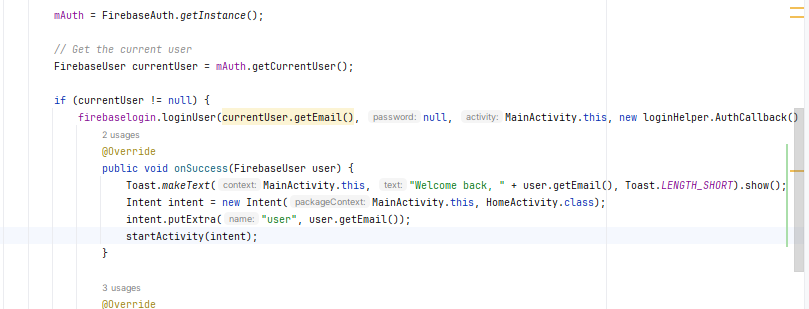 mAuth = FirebaseAuth.getInstance();
// Get the current user
FirebaseUser currentUser = mAuth.getCurrentUser();
if (currentUser != null) {
firebaselogin.loginUser(currentUser.getEmail(), password: null, activity: MainActivity.this, new loginHelper.AuthCallback()
2 usages
@Override
public void onSuccess(FirebaseUser user) {
Toast.makeText( context: MainActivity.this, text: "Welcome back, " + user.getEmail(), Toast.LENGTH_SHORT).show();
Intent intent = new Intent( packageContext: MainActivity.this, HomeActivity.class);
intent.putExtra( name: "user", user.getEmail());
startActivity(intent);
}
3 usages
@Override